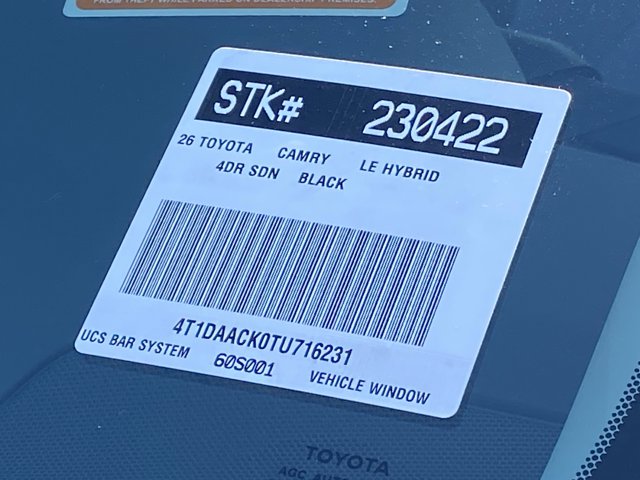 FROM THEFT WHILE PARKED ON DEALERSHIP PREMISES.
STK# 230422
26 TOYOTA CAMRY LE HYBRID
4DR SDN BLACK
4T1DAACK0TU716231
UCS BAR SYSTEM 60S001 VEHICLE WINDOW
TOYOTA
AGC